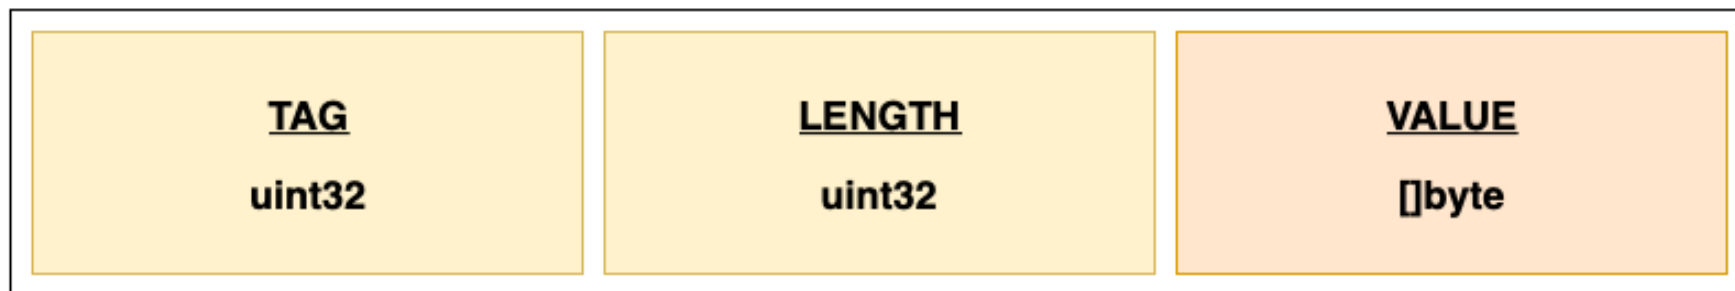 TAG
uint32
LENGTH
uint32
VALUE
[]byte